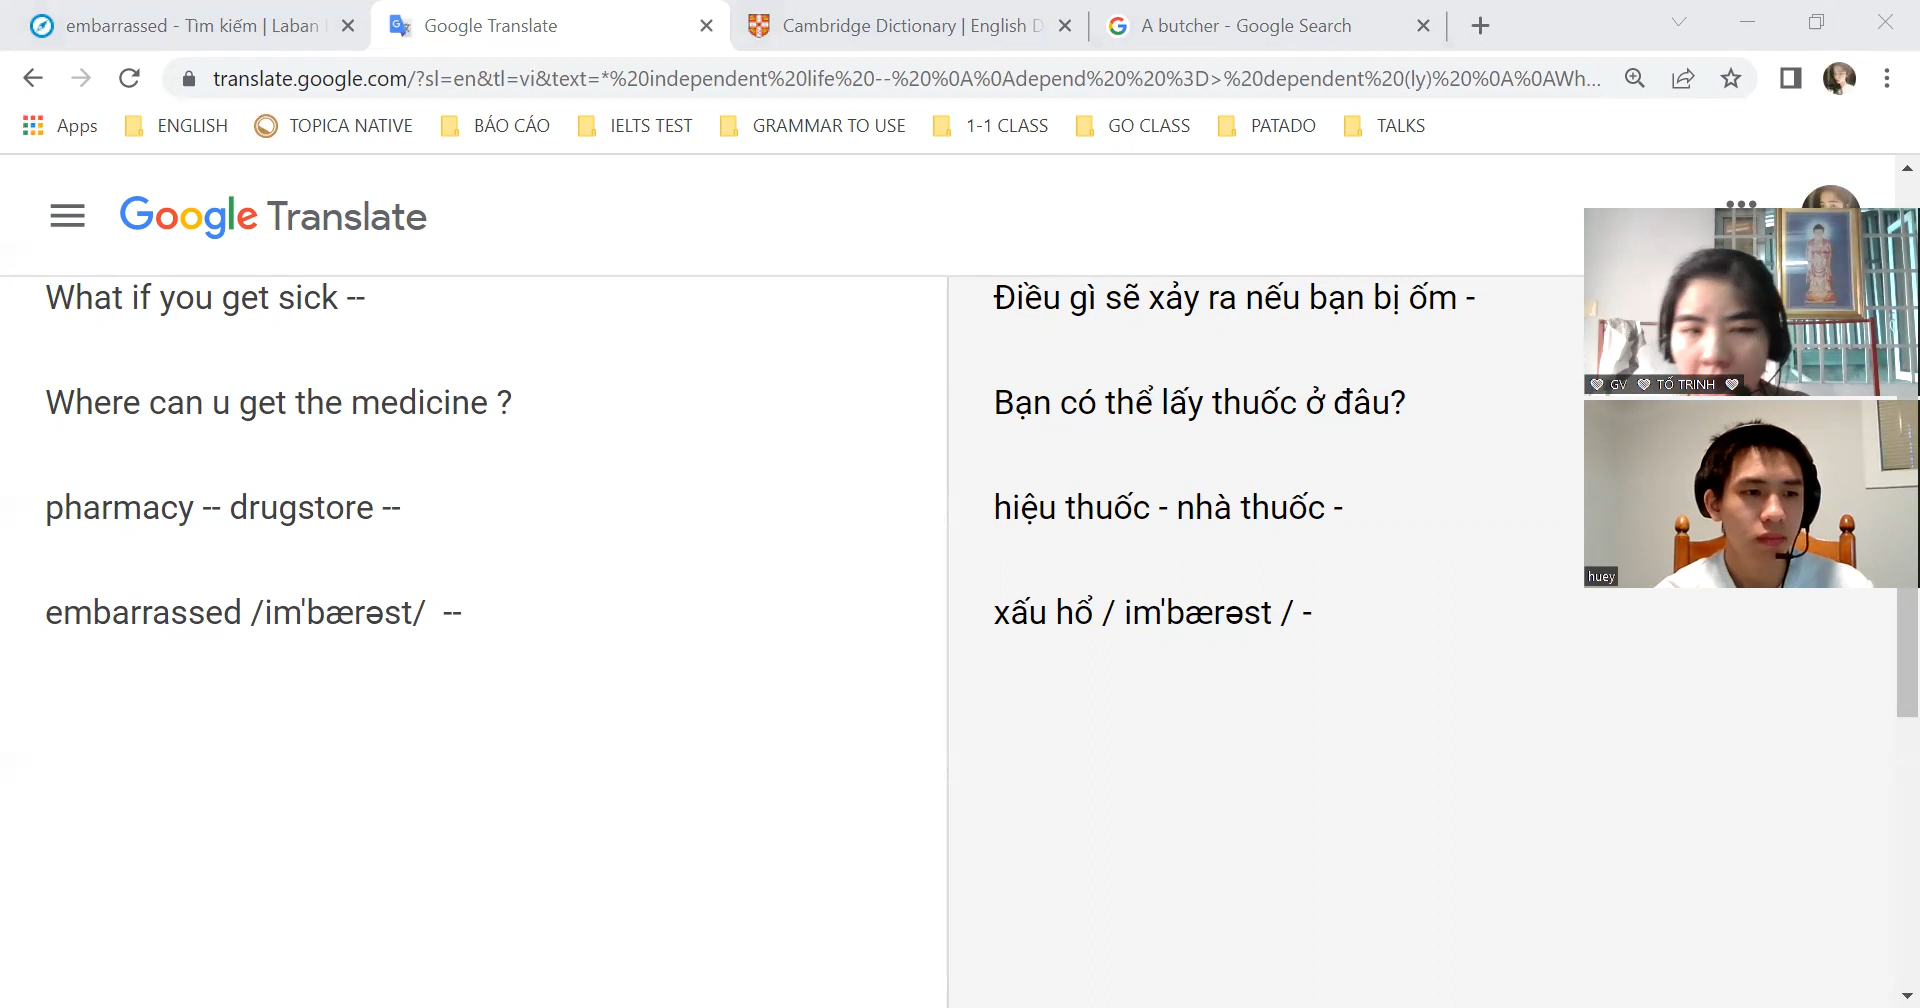 embarrassed - Tìm kiếm | Laban
Google Translate
Cambridge Dictionary | English D
A butcher - Google Search
translate.google.com/?sl=en&tl=vi&text=*%20independent%20life%20--%20%0A%0Adepend%20%20%3D>%20dependent%20(ly)%20%0A%0AWh...
Apps
ENGLISH
TOPICA NATIVE
BÁO CÁO
IELTS TEST
GRAMMAR TO USE
1-1 CLASS
GO CLASS
PATADO
TALKS
Google Translate
What if you get sick --
Where can u get the medicine ?
pharmacy -- drugstore --
embarrassed /im'bærəst/ --
Điều gì sẽ xảy ra nếu bạn bị ốm -
Bạn có thể lấy thuốc ở đâu?
hiệu thuốc - nhà thuốc -
xấu hổ / im'bærəst / -
GV TỐ TRINH
huey